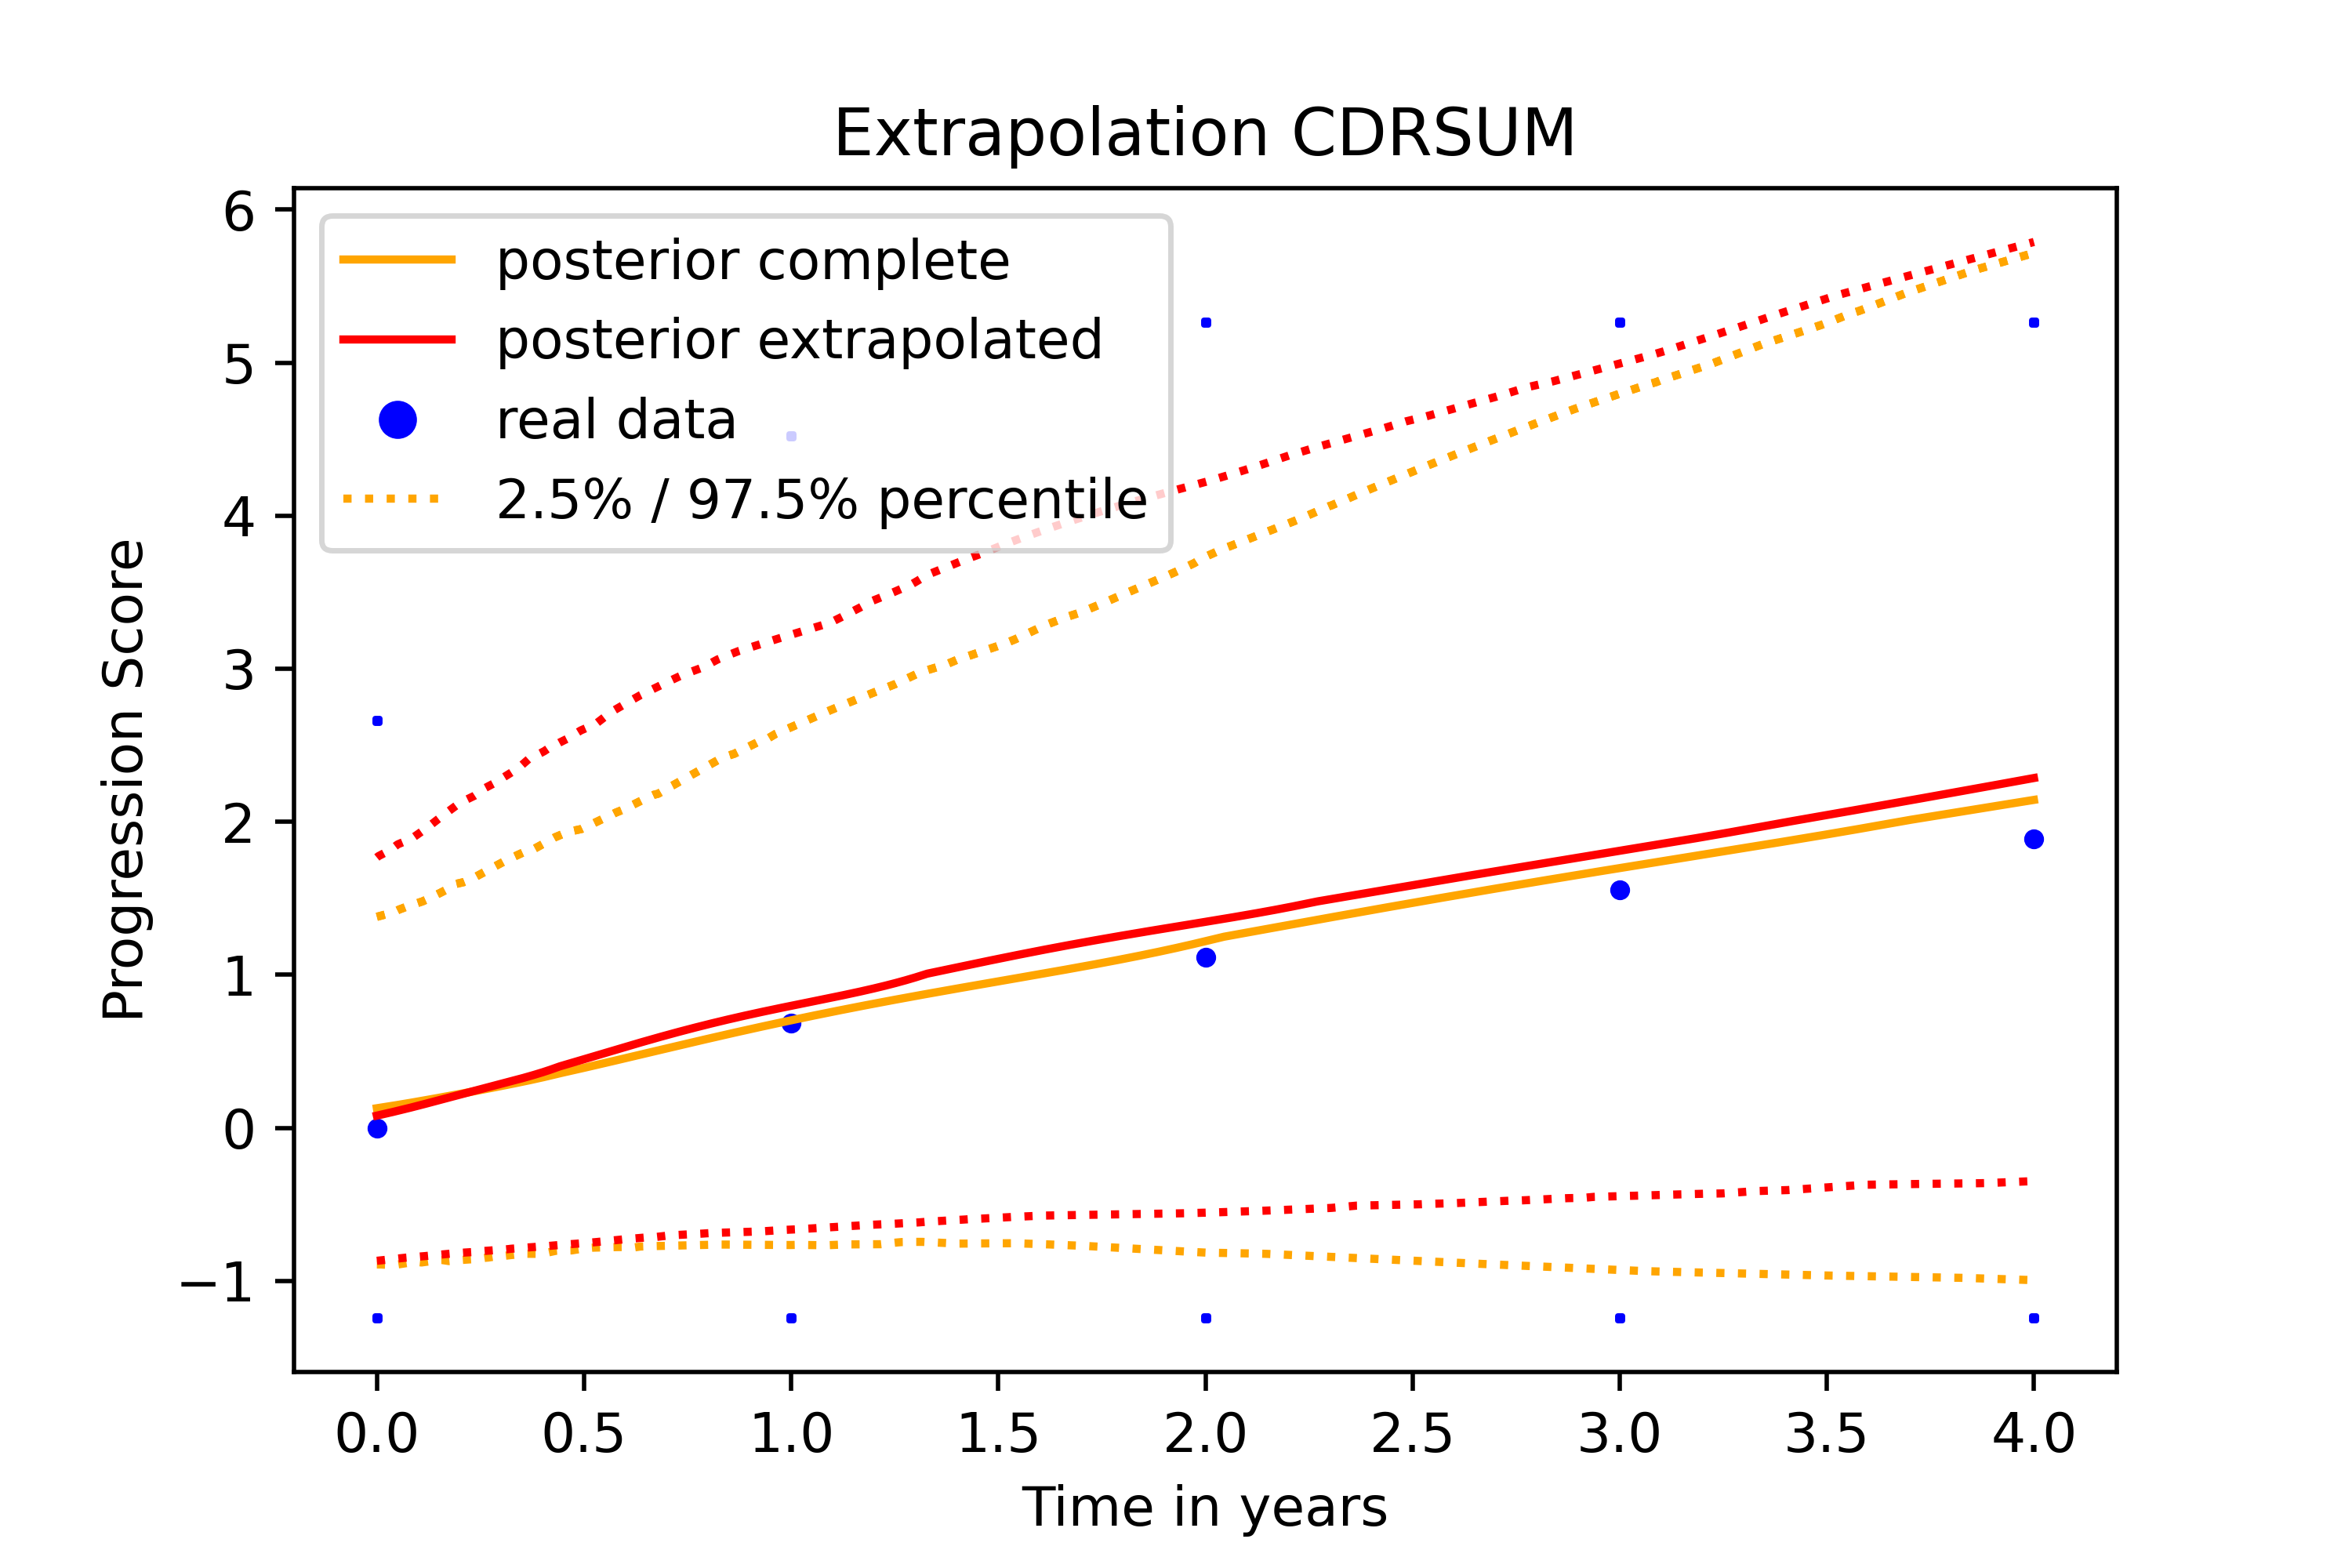 Extrapolation CDRSUM
posterior complete
posterior extrapolated
real data
2.5% / 97.5% percentile
Progression Score
6
5
4
3
2
1
0
−1
0.0 0.5 1.0 1.5 2.0 2.5 3.0 3.5 4.0
Time in years